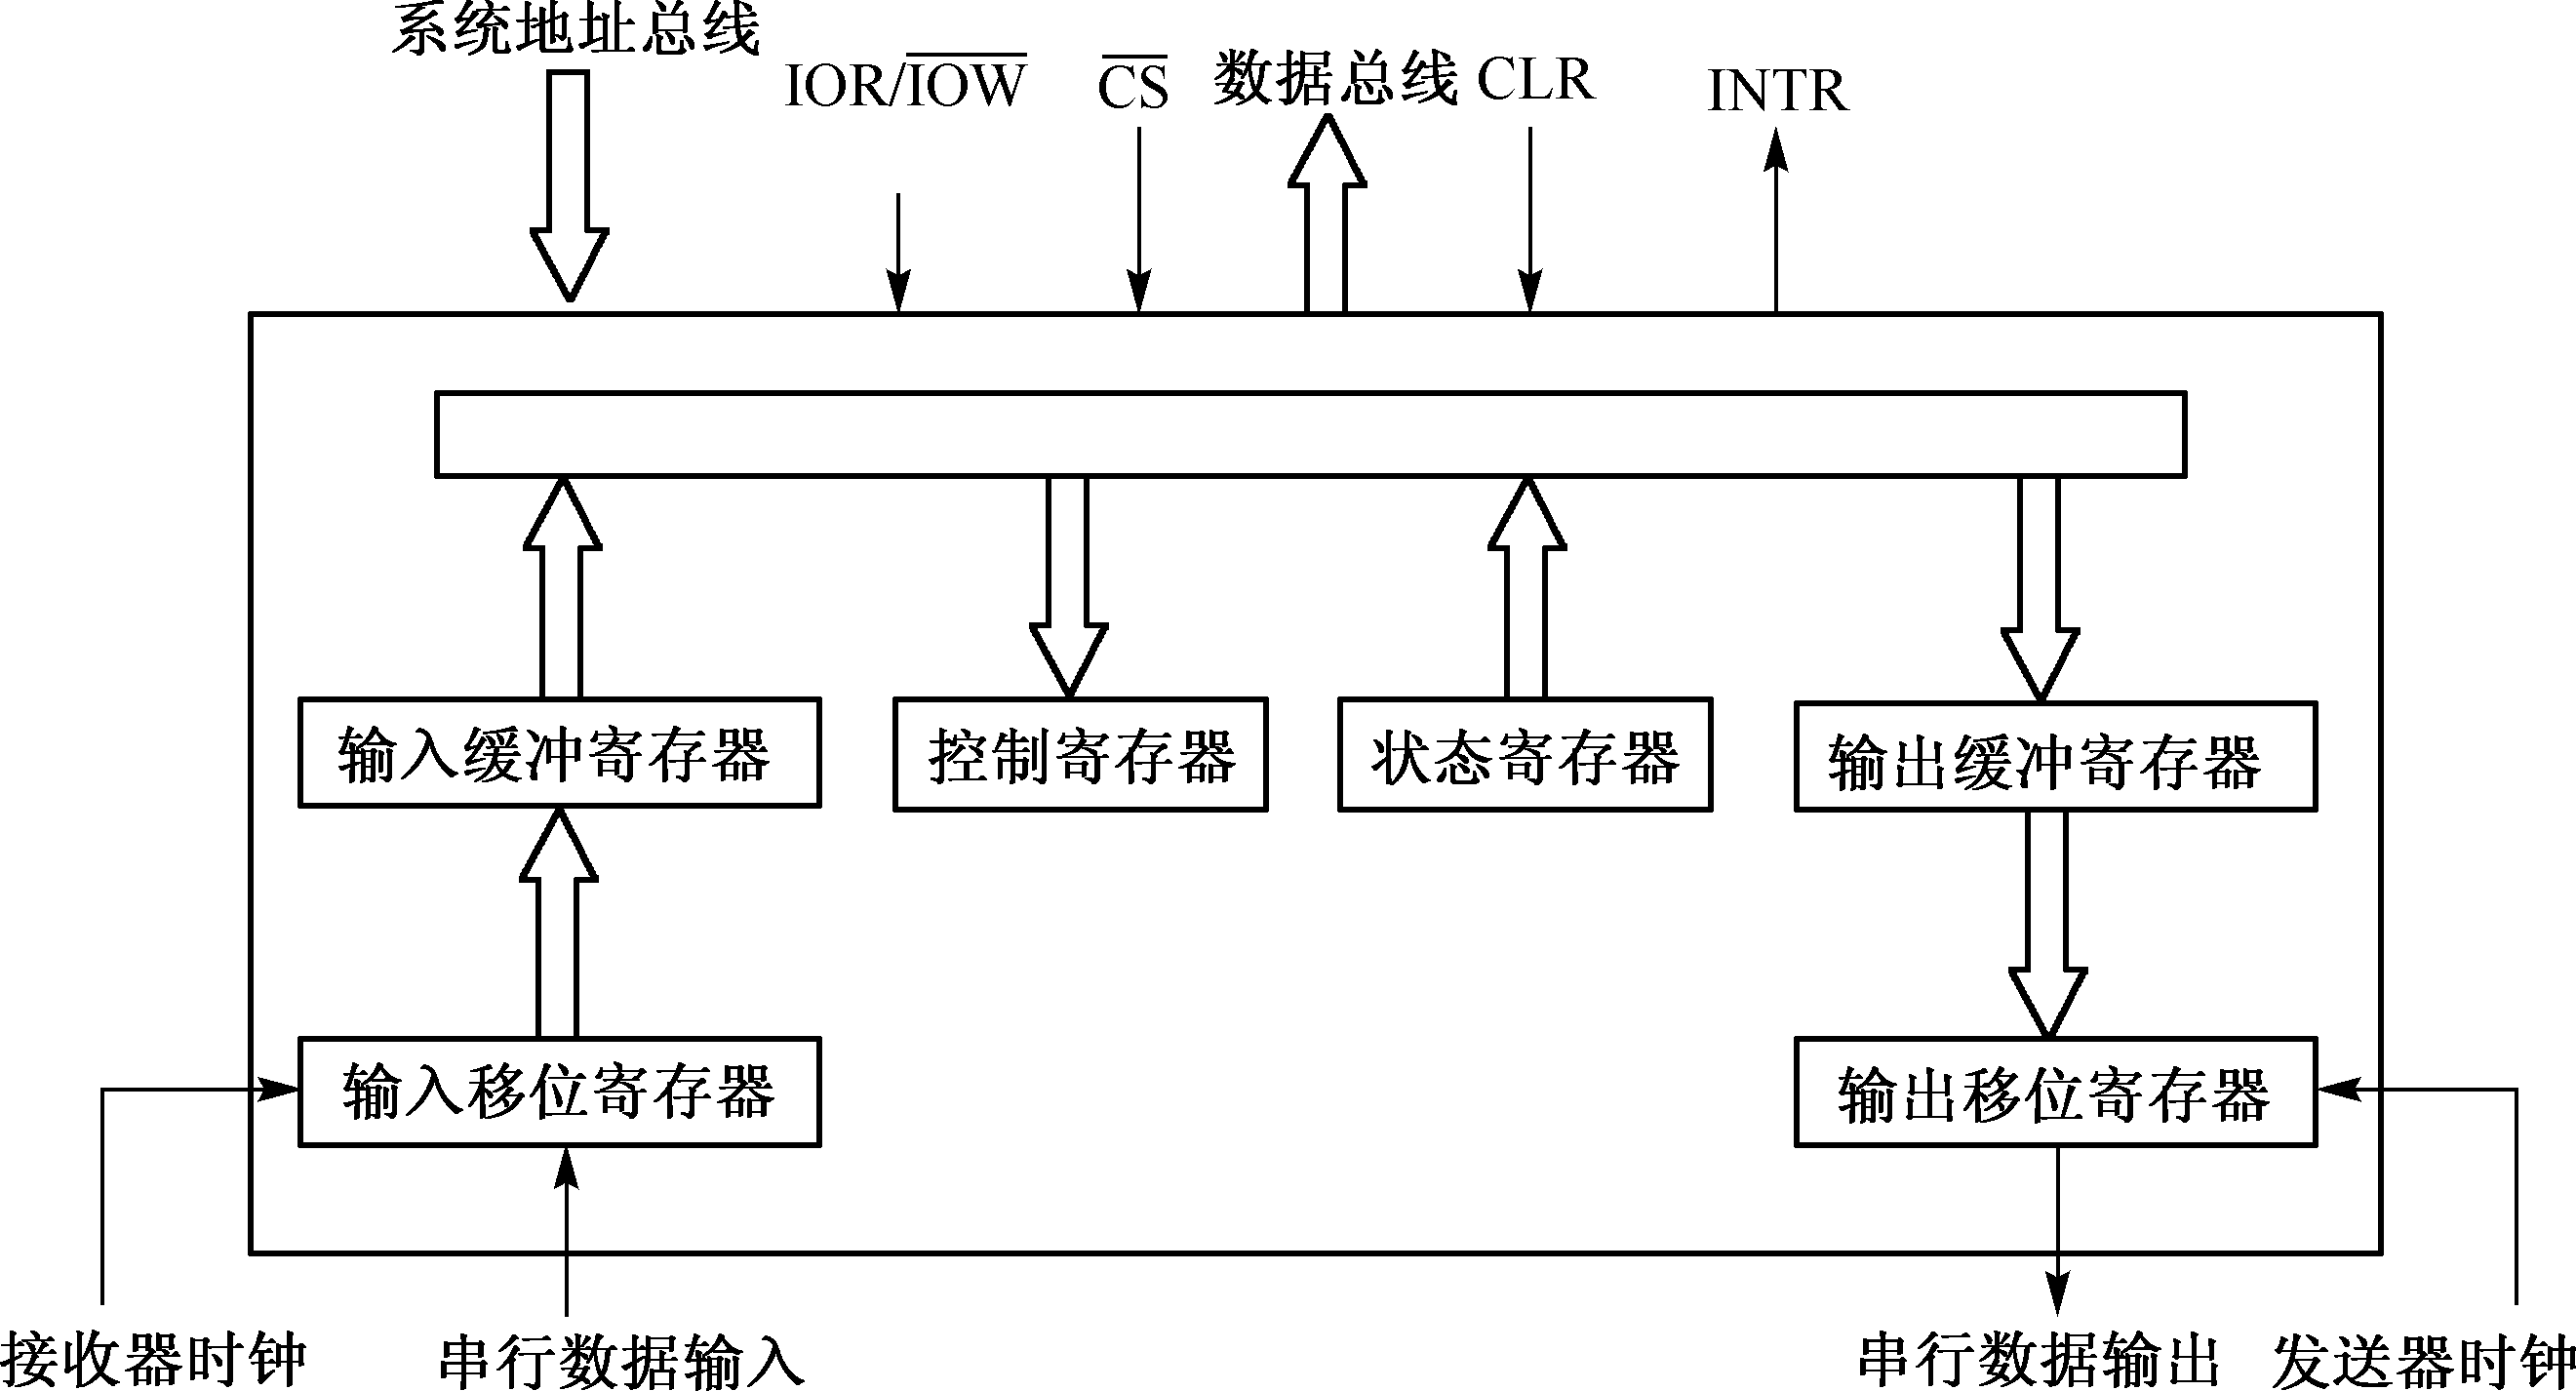 系统地址总线
IOR/I̅O̅W̅
C̅S̅
数据总线
CLR
INTR
输入缓冲寄存器
控制寄存器
状态寄存器
输出缓冲寄存器
输入移位寄存器
输出移位寄存器
接收器时钟
串行数据输入
串行数据输出
发送器时钟